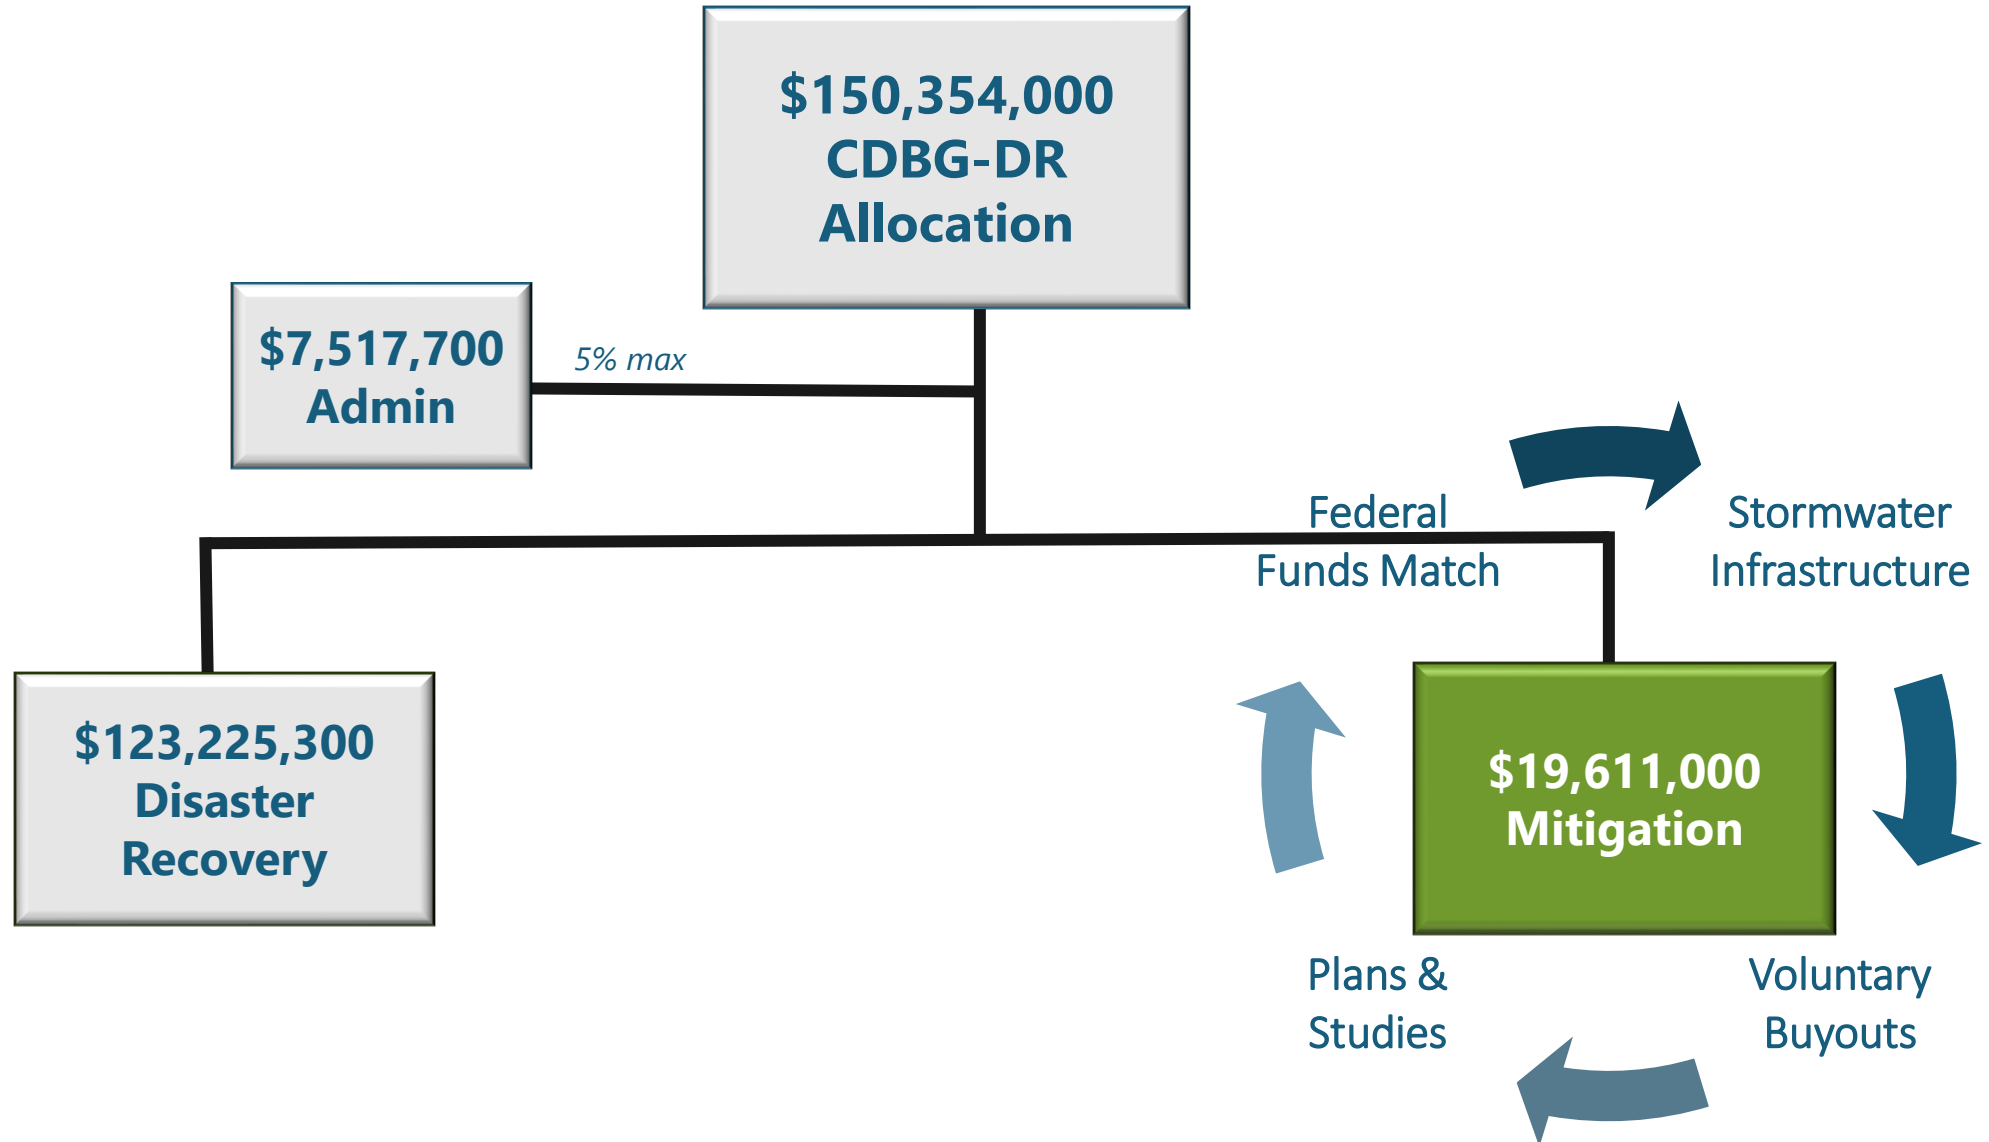 $150,354,000
CDBG-DR
Allocation
$7,517,700
Admin
5% max
Federal
Funds Match
Stormwater
Infrastructure
$123,225,300
Disaster
Recovery
$19,611,000
Mitigation
Plans &
Studies
Voluntary
Buyouts